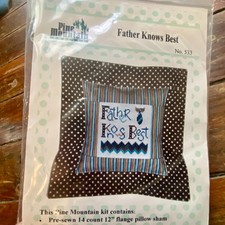 Pine Mountain
Father Knows Best
No. 533
Father
Knows Best
This Pine Mountain kit contains:
• Pre-sewn 14 count 12" flange pillow sham